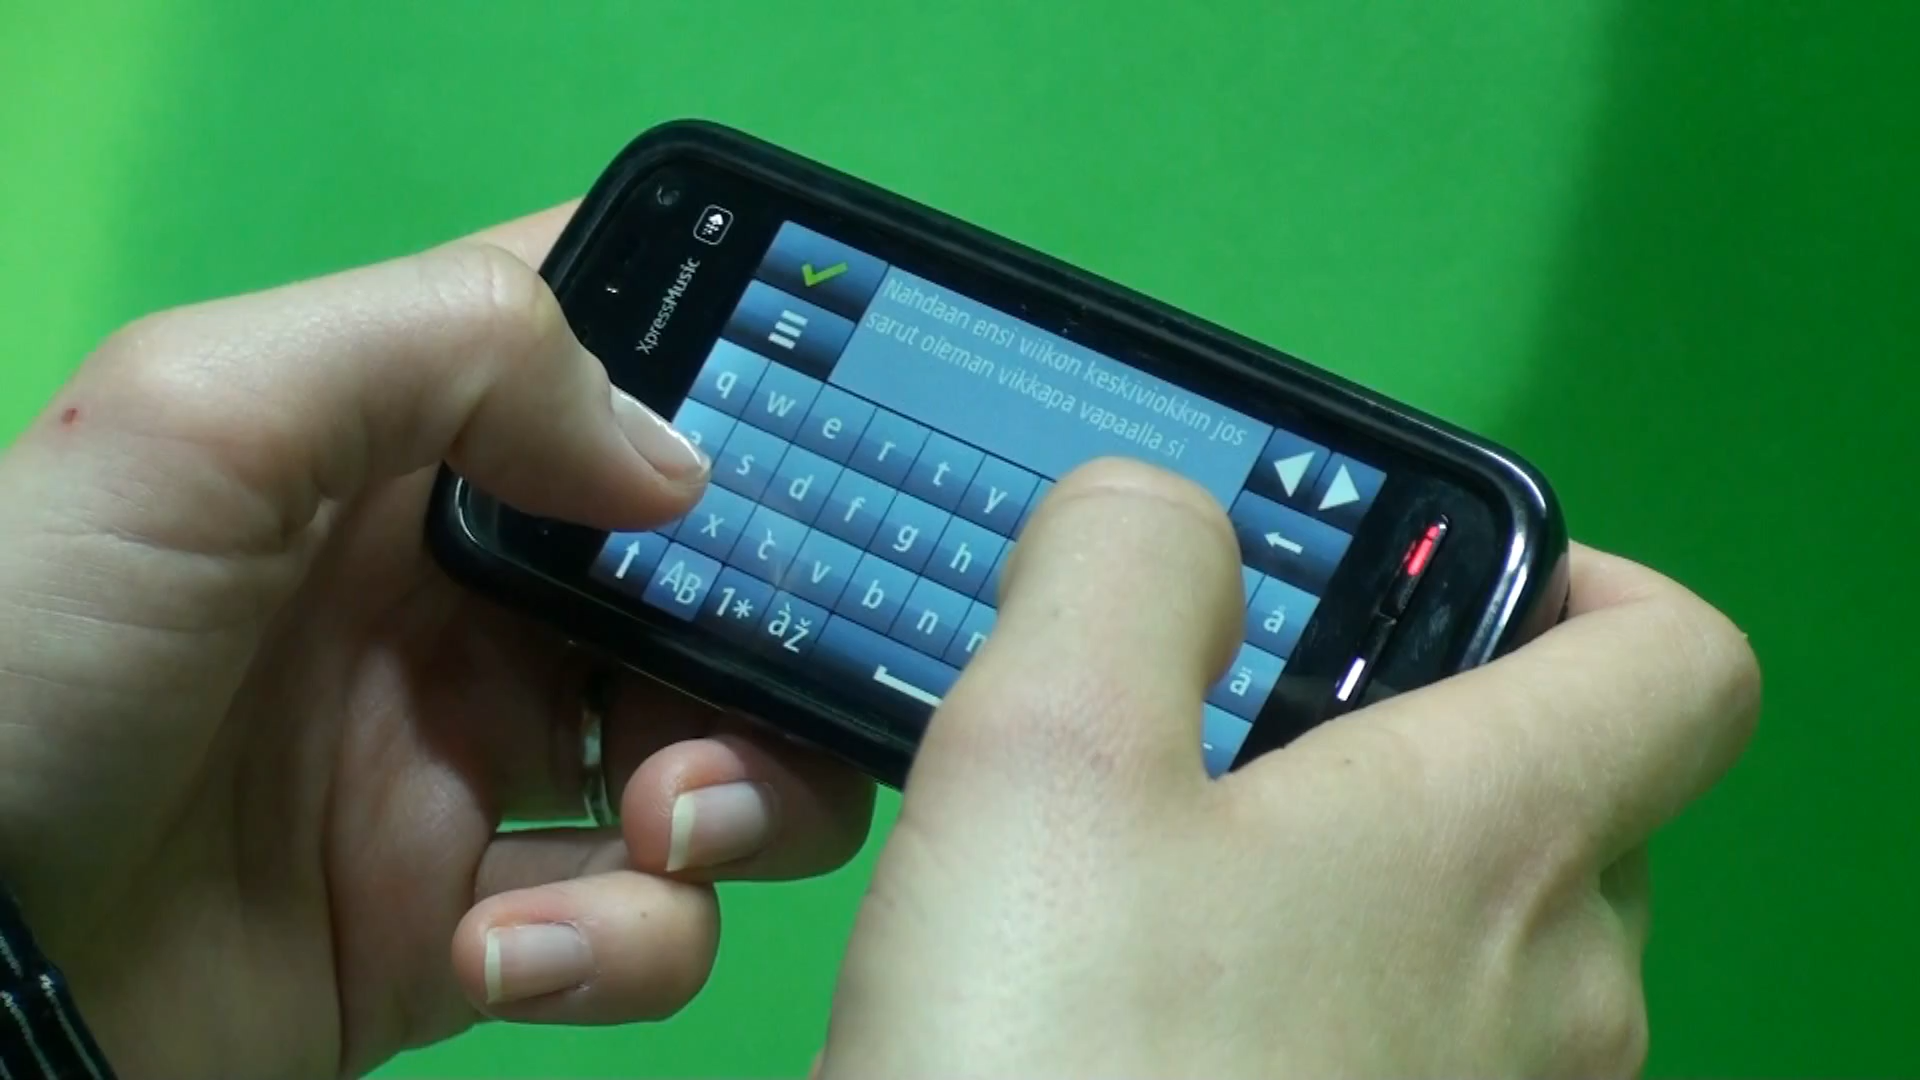 XpressMusic
Nahdaan ensi viikon keskiviokkin jos
sarut oleman vikkapa vapaalla.si
q w e r t y
a s d f g h å
x č v b n ä
AB 1* àž